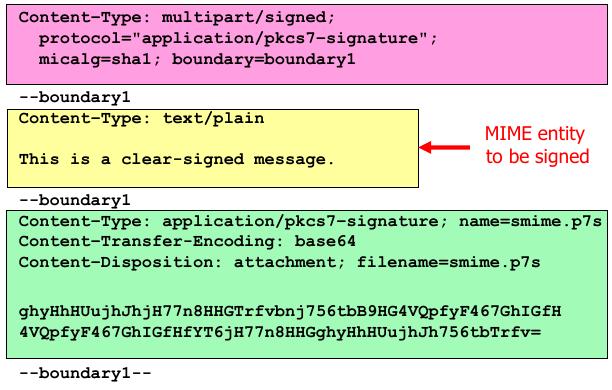 Content-Type: multipart/signed;
protocol="application/pkcs7-signature";
micalg=sha1; boundary=boundary1
--boundary1
Content-Type: text/plain
This is a clear-signed message.
MIME entity
to be signed
--boundary1
Content-Type: application/pkcs7-signature; name=smime.p7s
Content-Transfer-Encoding: base64
Content-Disposition: attachment; filename=smime.p7s
ghyHhHUujhJhjH77n8HHGTrfvbnj756tbB9HG4VQpfyF467GhIGfH
4VQpfyF467GhIGfHfYT6jH77n8HHGghyHhHUujhJh756tbTrfv=
--boundary1--